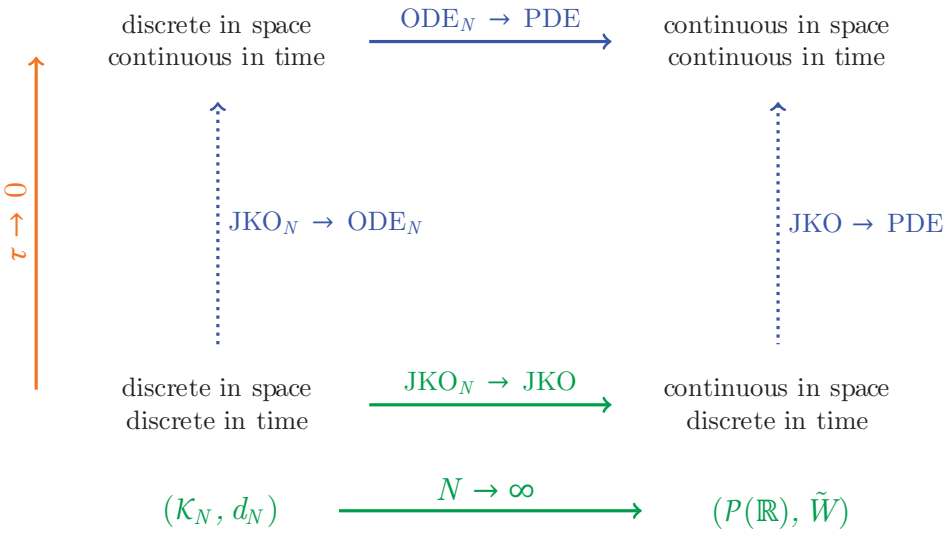 discrete in space
continuous in time
ODE_N → PDE
continuous in space
continuous in time
τ → 0
JKO_N → ODE_N
JKO → PDE
discrete in space
discrete in time
JKO_N → JKO
continuous in space
discrete in time
(𝒦_N, d_N)
N → ∞
(𝒫(ℝ), W̃)